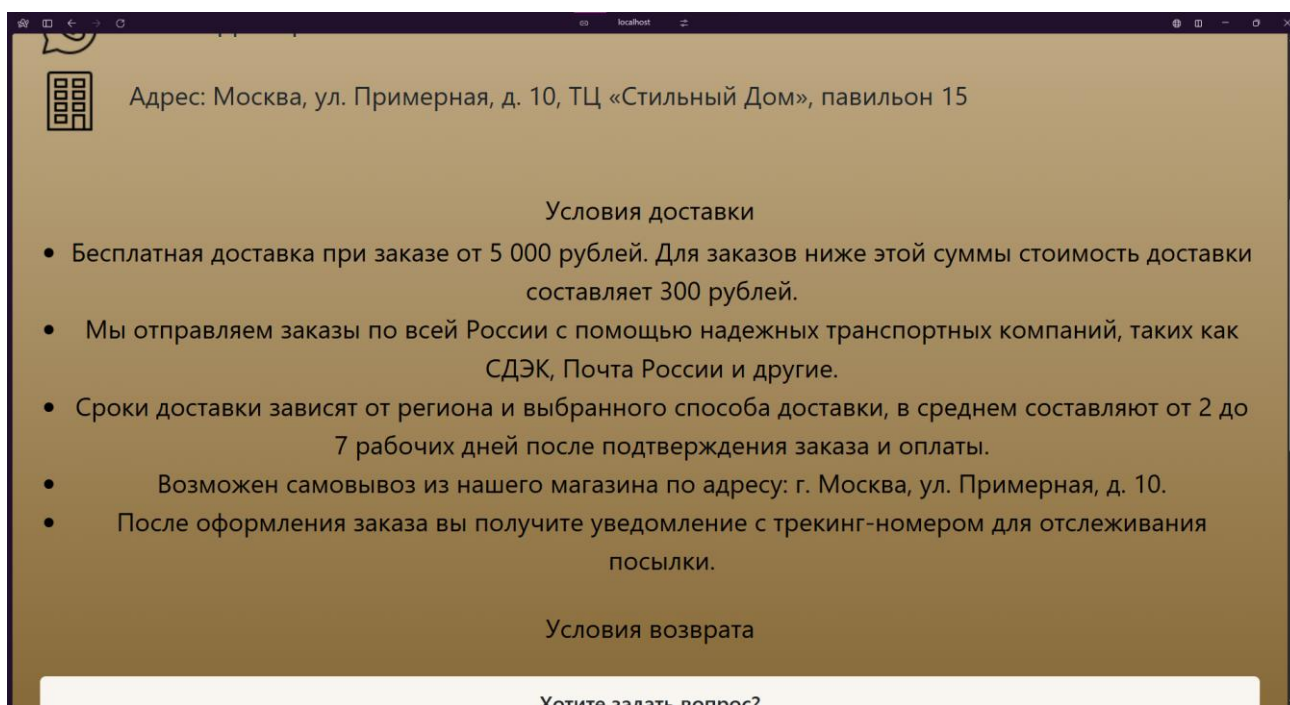 localhost
Адрес: Москва, ул. Примерная, д. 10, ТЦ «Стильный Дом», павильон 15
Условия доставки
• Бесплатная доставка при заказе от 5 000 рублей. Для заказов ниже этой суммы стоимость доставки
составляет 300 рублей.
• Мы отправляем заказы по всей России с помощью надежных транспортных компаний, таких как
СДЭК, Почта России и другие.
• Сроки доставки зависят от региона и выбранного способа доставки, в среднем составляют от 2 до
7 рабочих дней после подтверждения заказа и оплаты.
• Возможен самовывоз из нашего магазина по адресу: г. Москва, ул. Примерная, д. 10.
• После оформления заказа вы получите уведомление с трекинг-номером для отслеживания
посылки.
Условия возврата
Хотите задать вопрос?